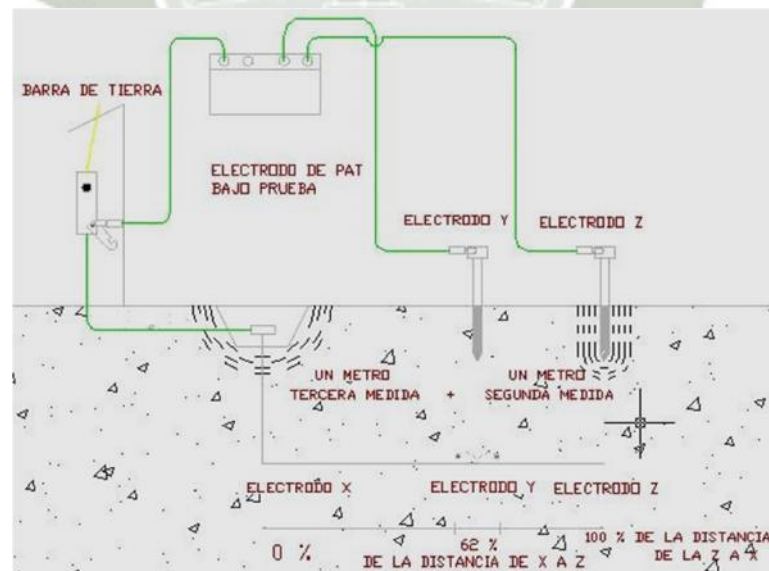 BARRA DE TIERRA
ELECTRODO DE PAT
BAJO PRUEBA
ELECTRODO Y
ELECTRODO Z
UN METRO
TERCERA MEDIDA
+
UN METRO
SEGUNDA MEDIDA
ELECTRODO X
ELECTRODO Y
ELECTRODO Z
0 %
62 %
DE LA DISTANCIA DE X A Z
100 % DE LA DISTANCIA
DE LA Z A X